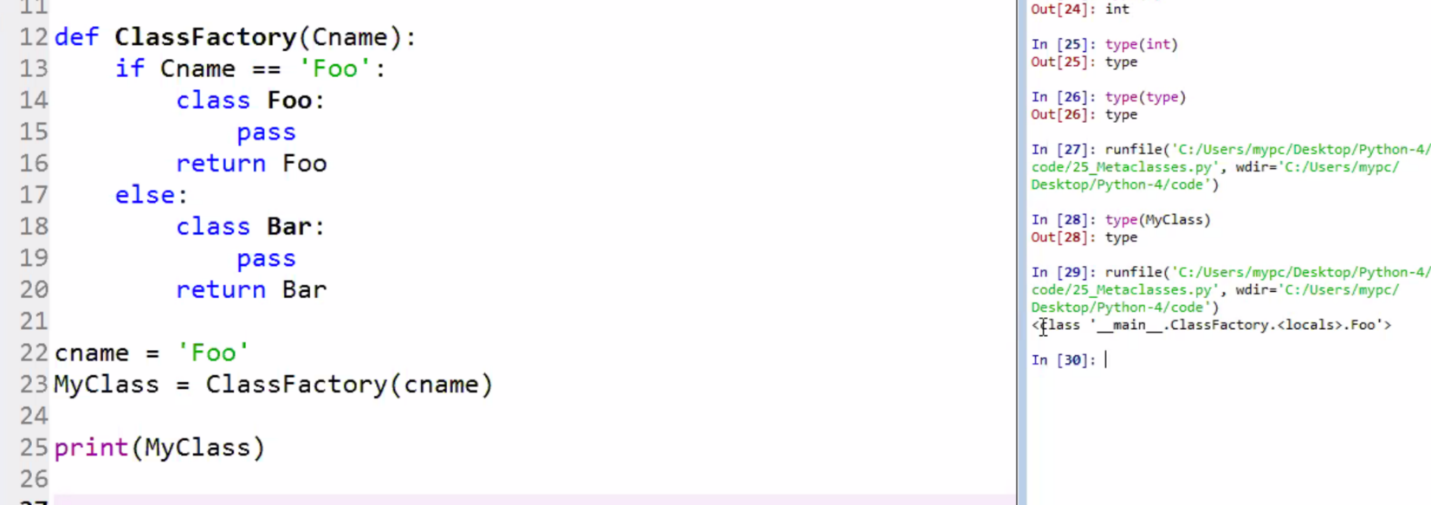 11
12 def ClassFactory(Cname):
13     if Cname == 'Foo':
14         class Foo:
15             pass
16         return Foo
17     else:
18         class Bar:
19             pass
20         return Bar
21
22 cname = 'Foo'
23 MyClass = ClassFactory(cname)
24
25 print(MyClass)
26
27
Out[24]: int
In [25]: type(int)
Out[25]: type
In [26]: type(type)
Out[26]: type
In [27]: runfile('C:/Users/mypc/Desktop/Python-4/
code/25_Metaclasses.py', wdir='C:/Users/mypc/
Desktop/Python-4/code')
In [28]: type(MyClass)
Out[28]: type
In [29]: runfile('C:/Users/mypc/Desktop/Python-4/
code/25_Metaclasses.py', wdir='C:/Users/mypc/
Desktop/Python-4/code')
<class '__main__.ClassFactory.<locals>.Foo'>
In [30]: